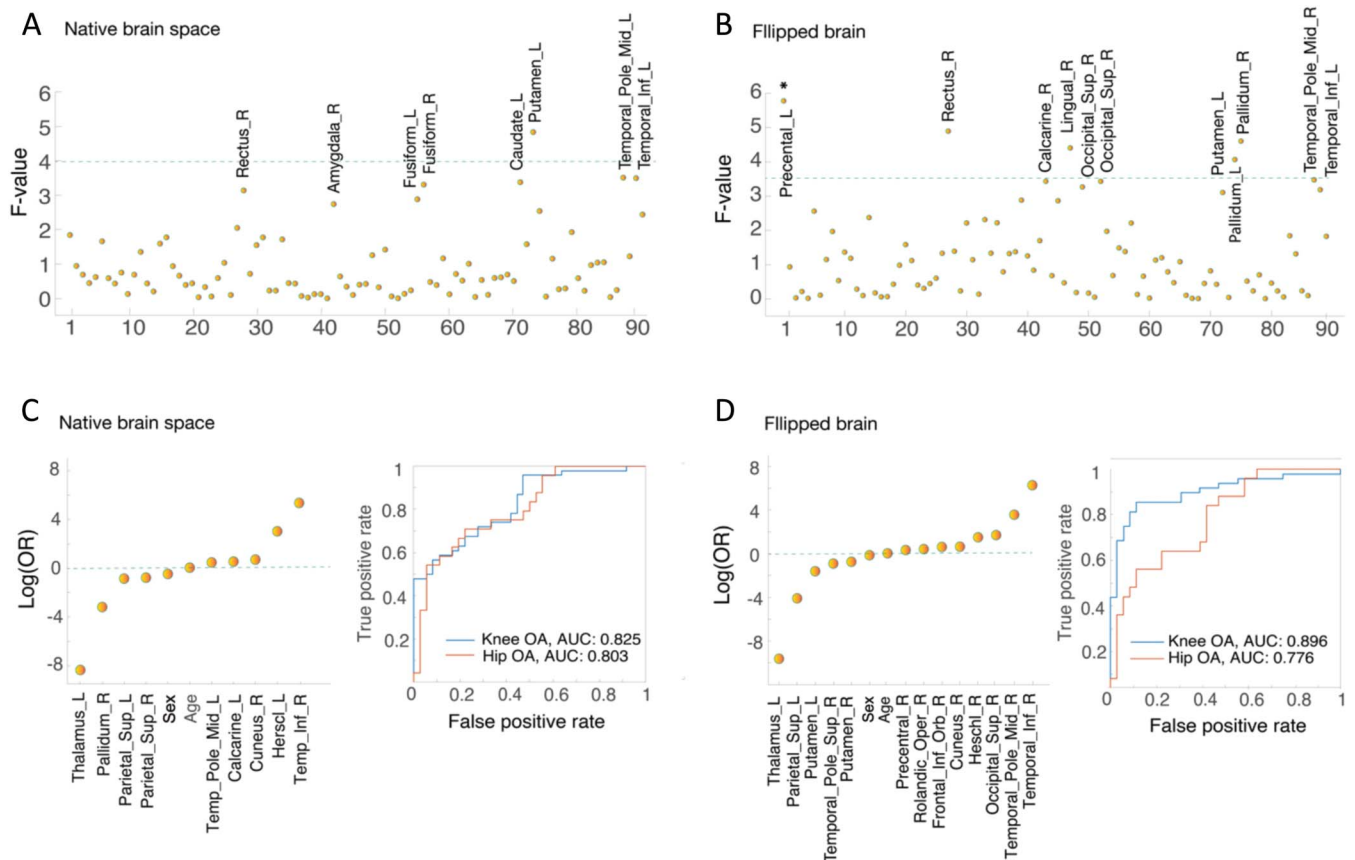 A
Native brain space
F-value
6
5
4
3
2
1
0
1
10
20
30
40
50
60
70
80
90
Rectus_R
Amygdala_R
Fusiform_L
Fusiform_R
Caudate_L
Putamen_L
Temporal_Pole_Mid_L
Temporal_Inf_L
B
Fllipped brain
F-value
6
5
4
3
2
1
0
1
10
20
30
40
50
60
70
80
90
*
Precental_L
Rectus_R
Calcarine_R
Lingual_R
Occipital_Sup_R
Occipital_Sup_R
Putamen_L
Pallidum_L
Pallidum_R
Temporal_Pole_Mid_R
Temporal_Inf_L
C
Native brain space
Log(OR)
8
4
0
-4
-8
Thalamus_L
Pallidum_R
Parietal_Sup_L
Parietal_Sup_R
Sex
Age
Temp_Pole_Mid_L
Calcarine_L
Cuneus_R
Herscl_L
Temp_Inf_R
True positive rate
1
0.8
0.6
0.4
0.2
Knee OA, AUC: 0.825
Hip OA, AUC: 0.803
0
0.2
0.4
0.6
0.8
1
False positive rate
D
Fllipped brain
Log(OR)
8
4
0
-4
-8
Thalamus_L
Parietal_Sup_L
Putamen_L
Temporal_Pole_Sup_R
Putamen_R
Sex
Age
Precentral_R
Rolandic_Oper_R
Frontal_Inf_Orb_R
Cuneus_R
Heschl_R
Occipital_Sup_R
Temporal_Pole_Mid_R
Temporal_Inf_R
True positive rate
1
0.8
0.6
0.4
0.2
Knee OA, AUC: 0.896
Hip OA, AUC: 0.776
0
0.2
0.4
0.6
0.8
1
False positive rate